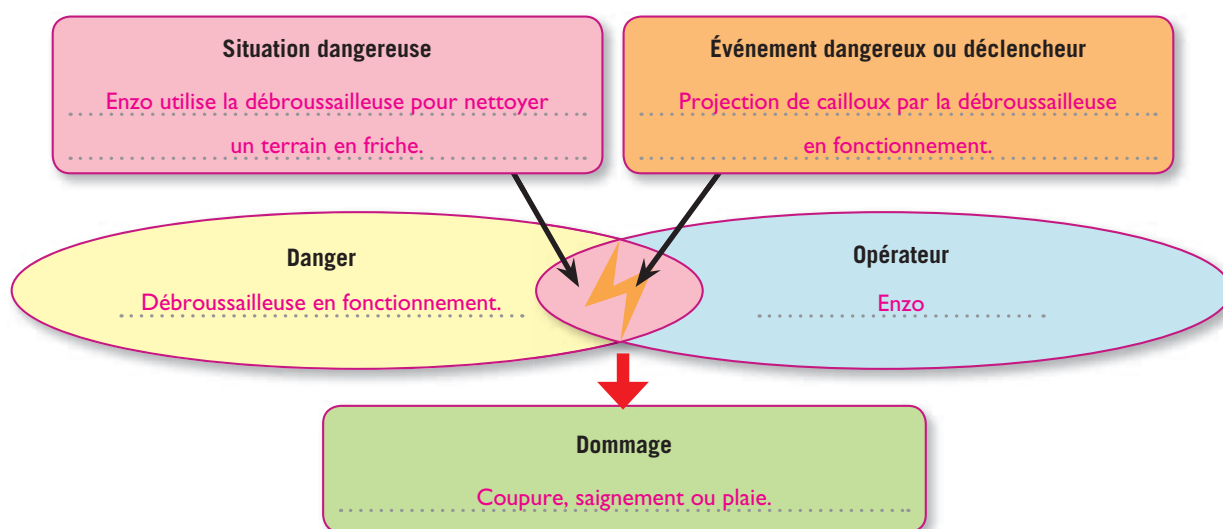 Situation dangereuse
Enzo utilise la débroussailleuse pour nettoyer
un terrain en friche.
Événement dangereux ou déclencheur
Projection de cailloux par la débroussailleuse
en fonctionnement.
Danger
Débroussailleuse en fonctionnement.
Opérateur
Enzo
Dommage
Coupure, saignement ou plaie.